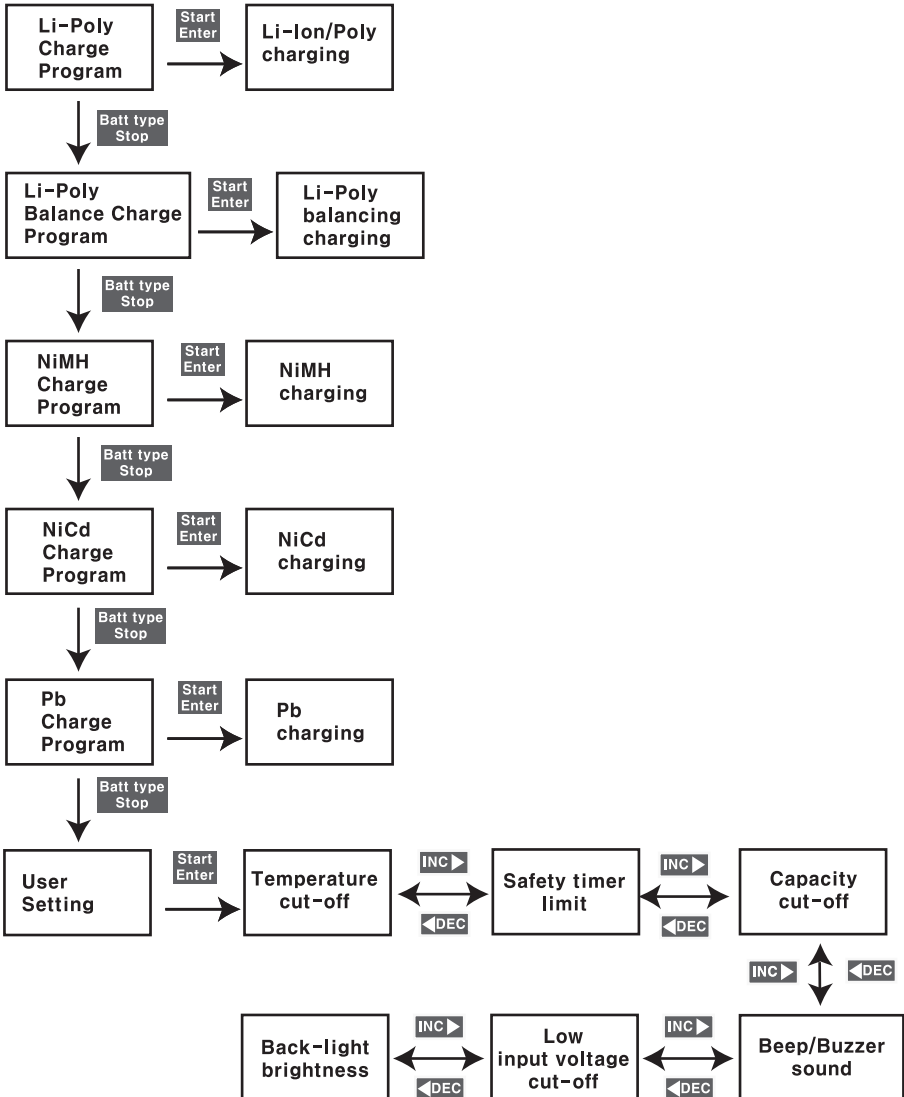 Li-Poly
Charge
Program
Start
Enter
Li-Ion/Poly
charging
Batt type
Stop
Li-Poly
Balance Charge
Program
Start
Enter
Li-Poly
balancing
charging
Batt type
Stop
NiMH
Charge
Program
Start
Enter
NiMH
charging
Batt type
Stop
NiCd
Charge
Program
Start
Enter
NiCd
charging
Batt type
Stop
Pb
Charge
Program
Start
Enter
Pb
charging
Batt type
Stop
User
Setting
Start
Enter
Temperature
cut-off
INC ▶
◀DEC
Safety timer
limit
INC ▶
◀DEC
Capacity
cut-off
INC ▶
◀DEC
Back-light
brightness
INC ▶
◀DEC
Low
input voltage
cut-off
INC ▶
◀DEC
Beep/Buzzer
sound